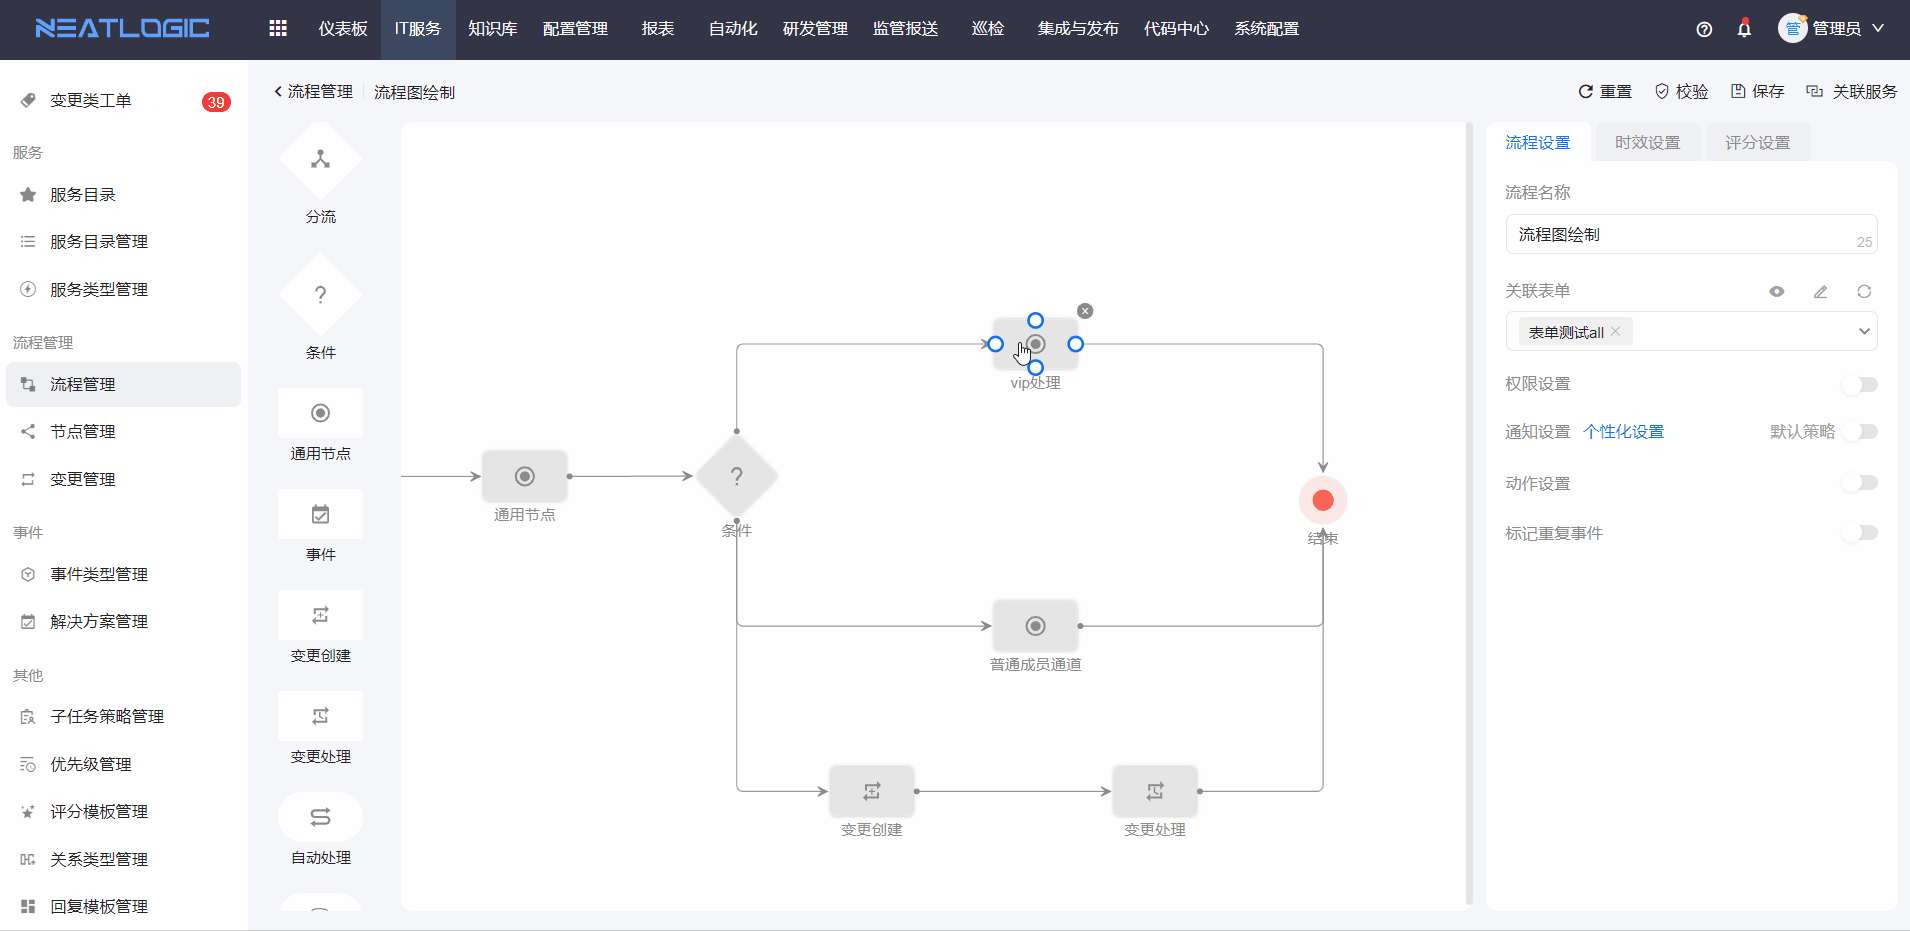 NEATLOGIC
仪表板 IT服务 知识库 配置管理 报表 自动化 研发管理 监管报送 巡检 集成与发布 代码中心 系统配置
管 管理员
变更类工单 39
服务
服务目录
服务目录管理
服务类型管理
流程管理
流程管理
节点管理
变更管理
事件
事件类型管理
解决方案管理
其他
子任务策略管理
优先级管理
评分模板管理
关系类型管理
回复模板管理
流程管理 流程图绘制
重置 校验 保存 关联服务
分流
?
条件
通用节点
事件
变更创建
变更处理
自动处理
vip处理
通用节点
?
条件
结束
普通成员通道
变更创建
变更处理
流程设置 时效设置 评分设置
流程名称
流程图绘制 25
关联表单
表单测试all
权限设置
通知设置 个性化设置 默认策略
动作设置
标记重复事件